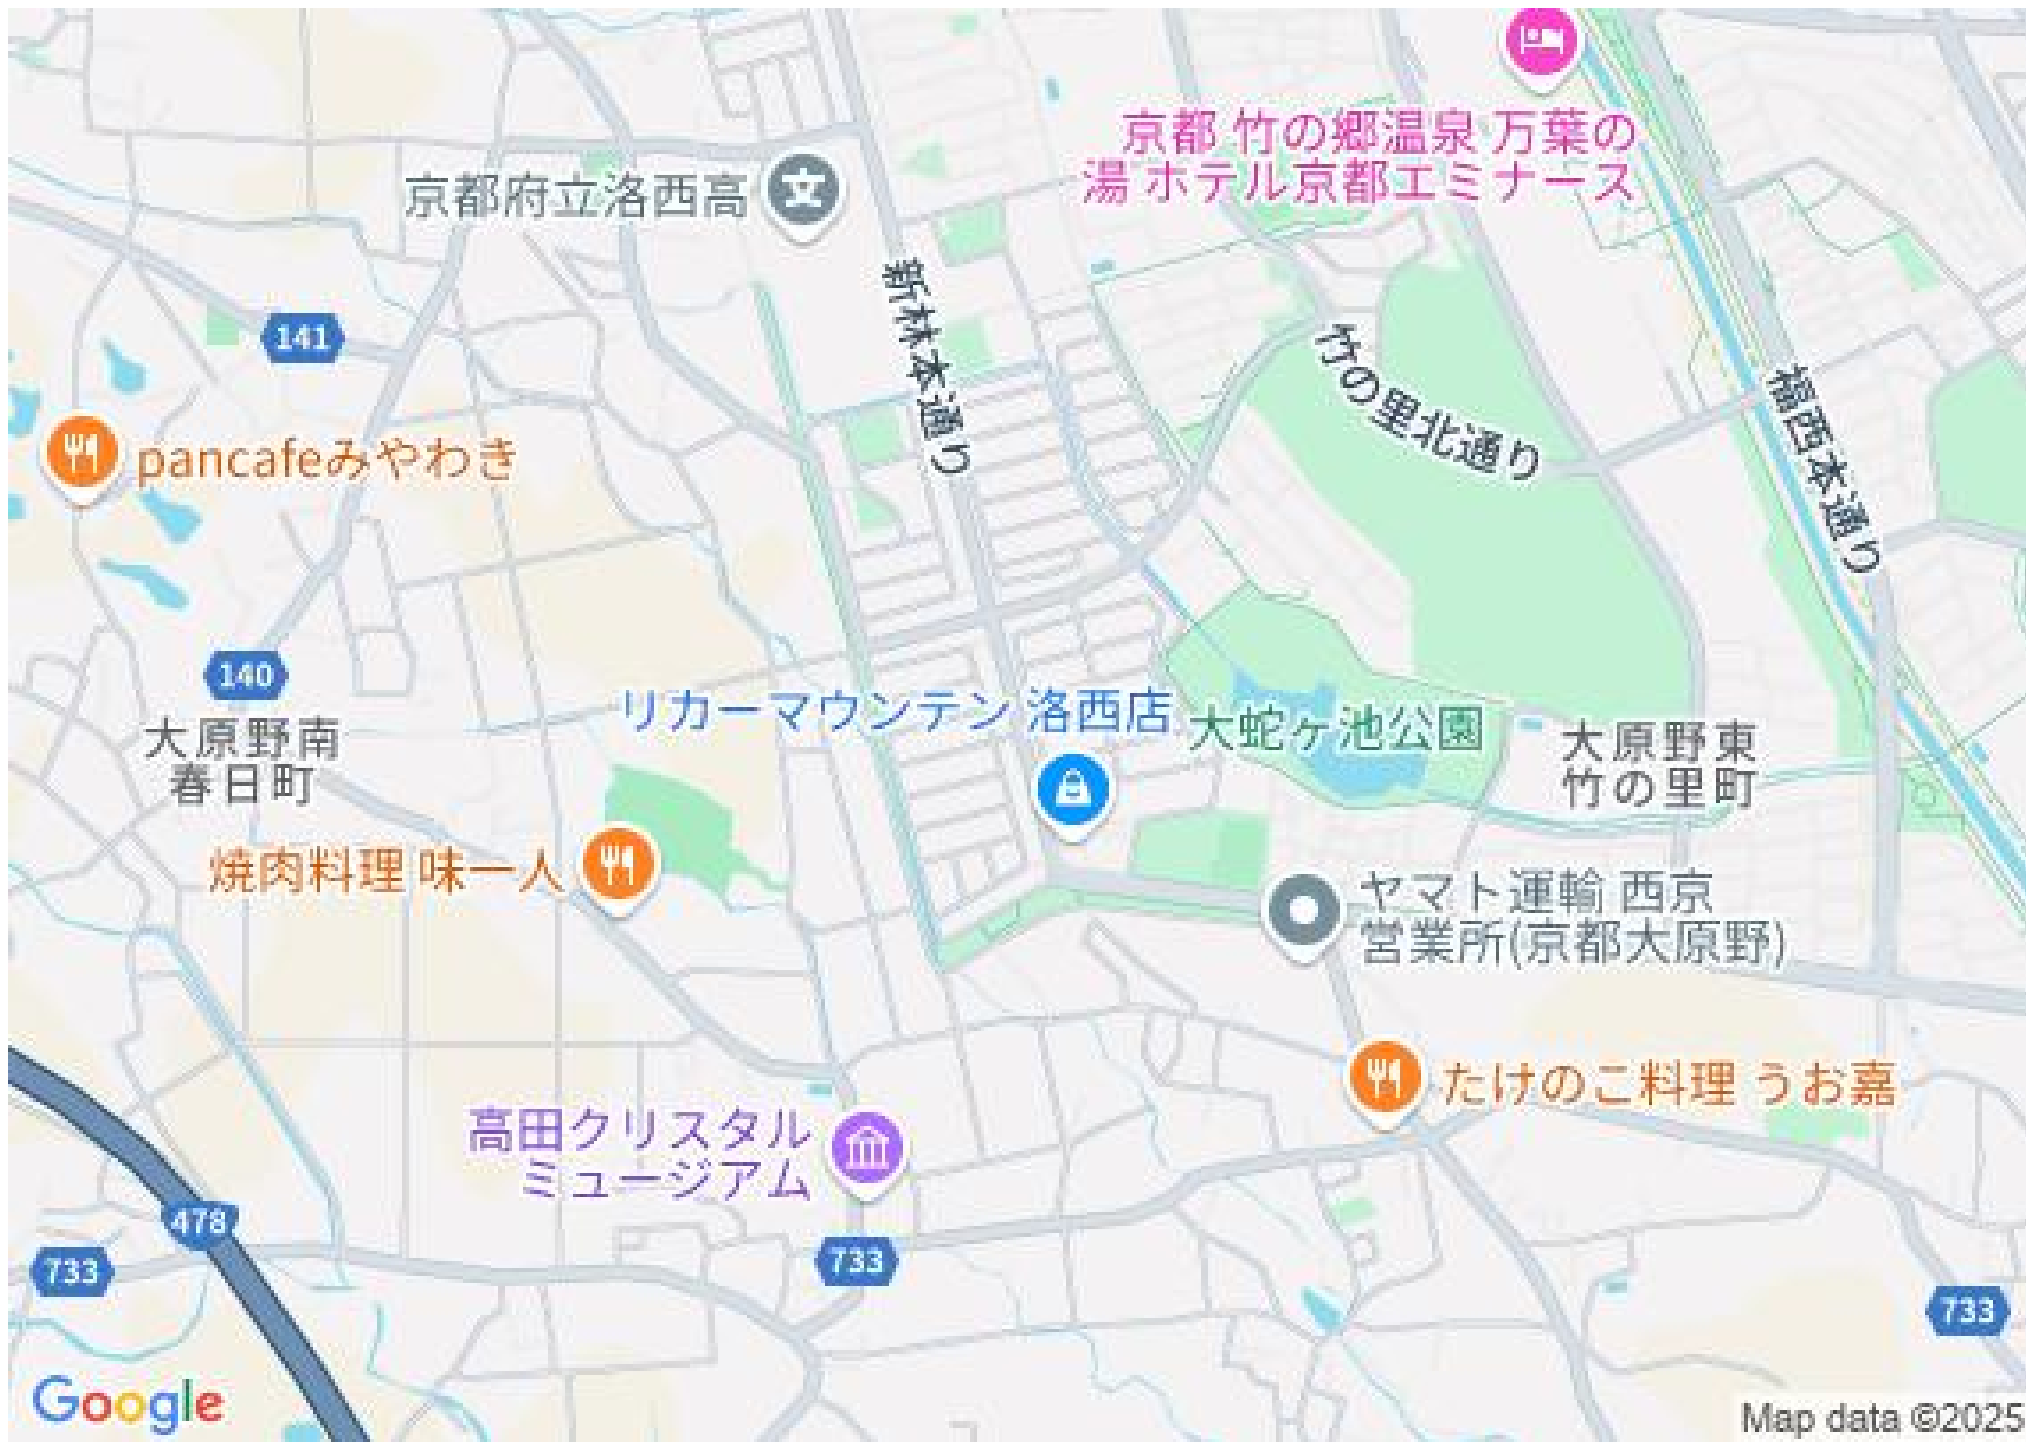 京都 竹の郷温泉 万葉の
湯 ホテル京都エミナース
京都府立洛西高
新林本通り
141
竹の里北通り
福西本通り
pancafeみやわき
140
リカーマウンテン 洛西店
大蛇ヶ池公園
大原野南
春日町
大原野東
竹の里町
焼肉料理 味一人
ヤマト運輸 西京
営業所(京都大原野)
たけのこ料理 うお嘉
高田クリスタル
ミュージアム
478
733
733
733
Google
Map data ©2025